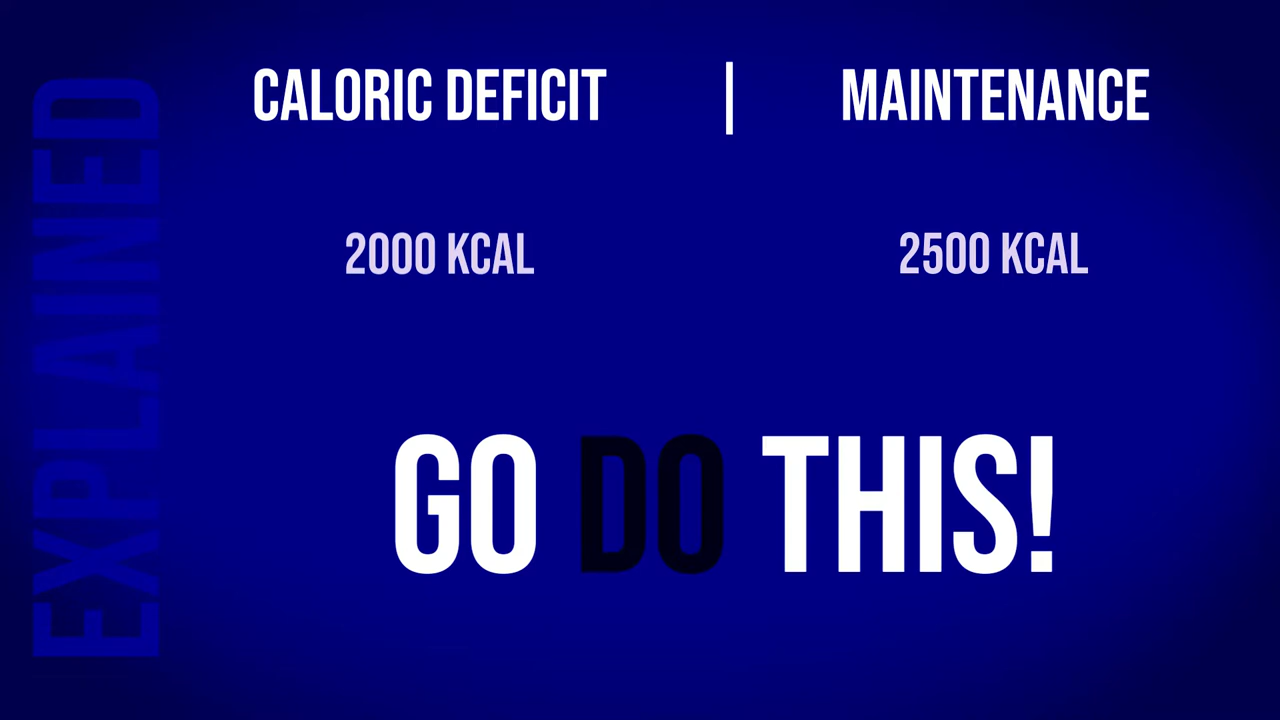 EXPLAINED
CALORIC DEFICIT | MAINTENANCE
2000 KCAL 2500 KCAL
GO DO THIS!